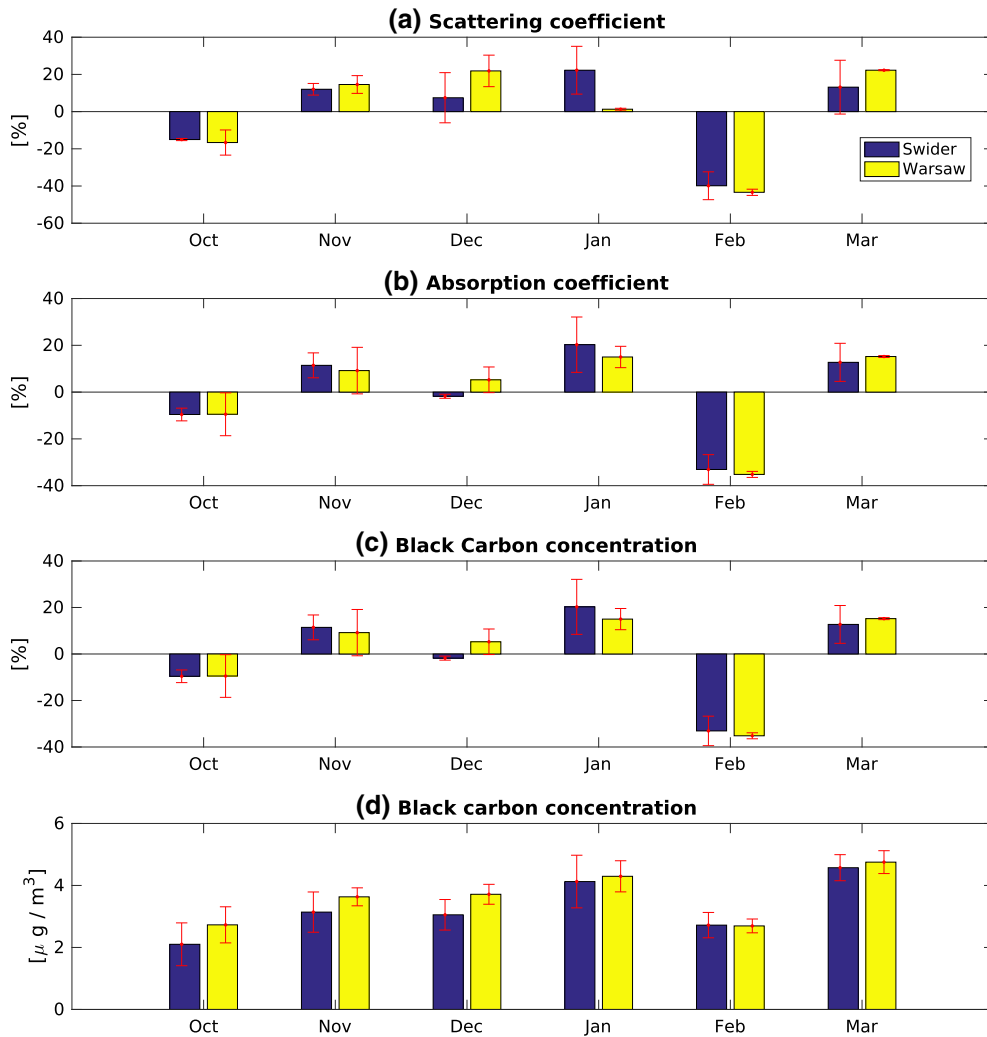 (a) Scattering coefficient
[%]
40
20
0
-20
-40
-60
Oct Nov Dec Jan Feb Mar
Swider
Warsaw
(b) Absorption coefficient
[%]
40
20
0
-20
-40
Oct Nov Dec Jan Feb Mar
(c) Black Carbon concentration
[%]
40
20
0
-20
-40
Oct Nov Dec Jan Feb Mar
(d) Black carbon concentration
[μ g / m³]
6
4
2
0
Oct Nov Dec Jan Feb Mar